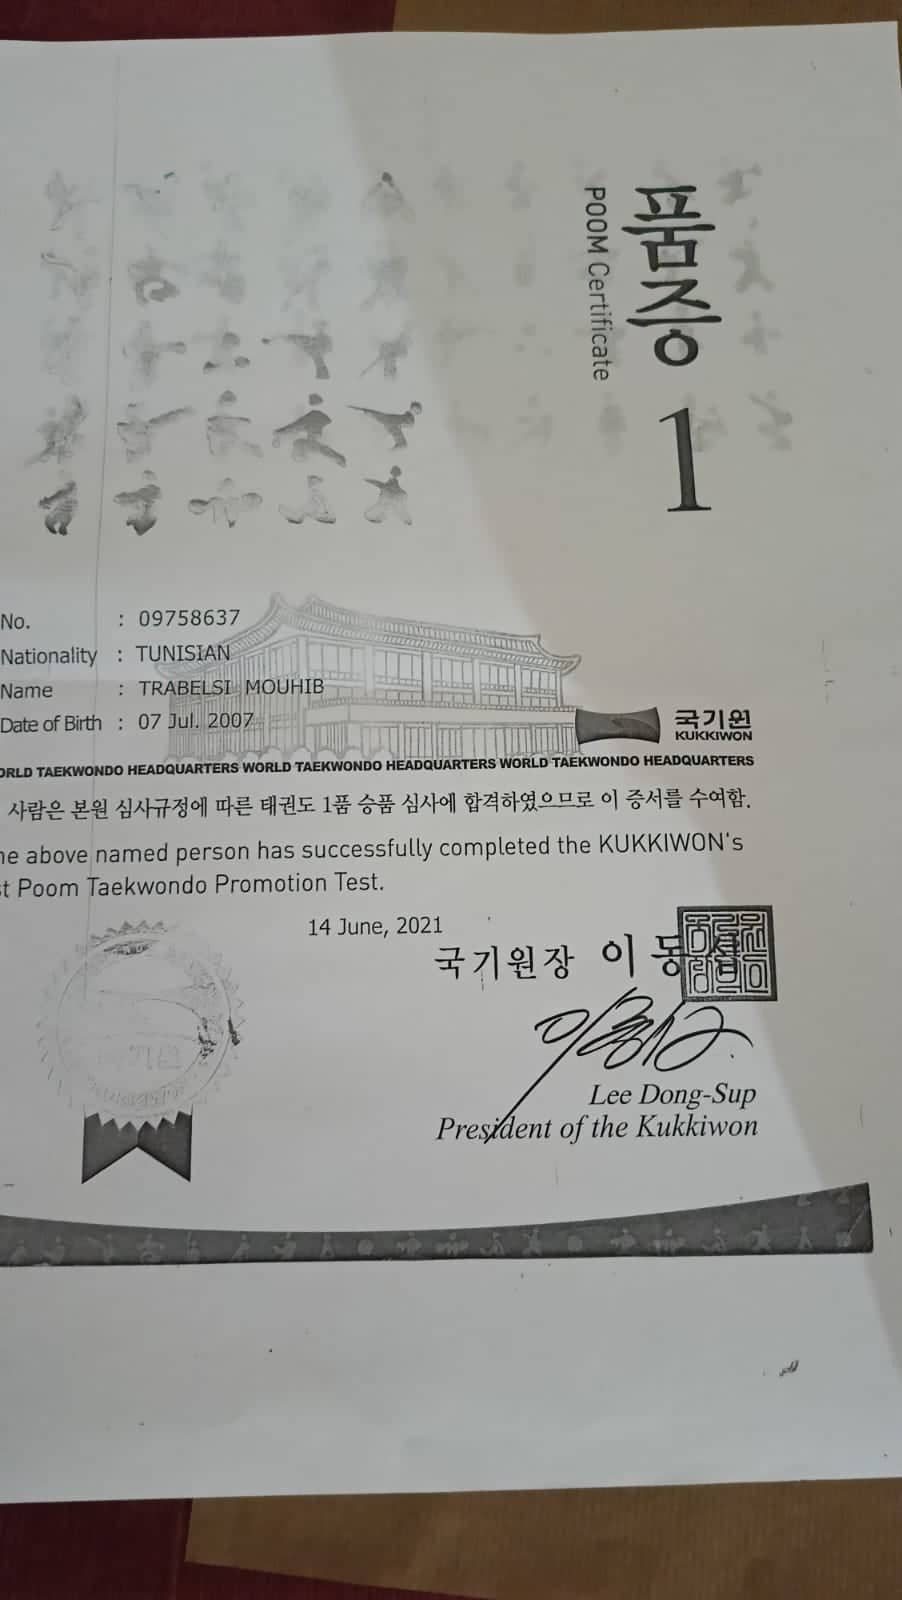 품증
POOM Certificate
1
No. : 09758637
Nationality : TUNISIAN
Name : TRABELSI MOUHIB
Date of Birth : 07 Jul. 2007
국기원
KUKKIWON
ORLD TAEKWONDO HEADQUARTERS WORLD TAEKWONDO HEADQUARTERS WORLD TAEKWONDO HEADQUARTERS
사람은 본원 심사규정에 따른 태권도 1품 승품 심사에 합격하였으므로 이 증서를 수여함.
he above named person has successfully completed the KUKKIWON's
st Poom Taekwondo Promotion Test.
14 June, 2021
국기원장 이동섭
Lee Dong-Sup
President of the Kukkiwon